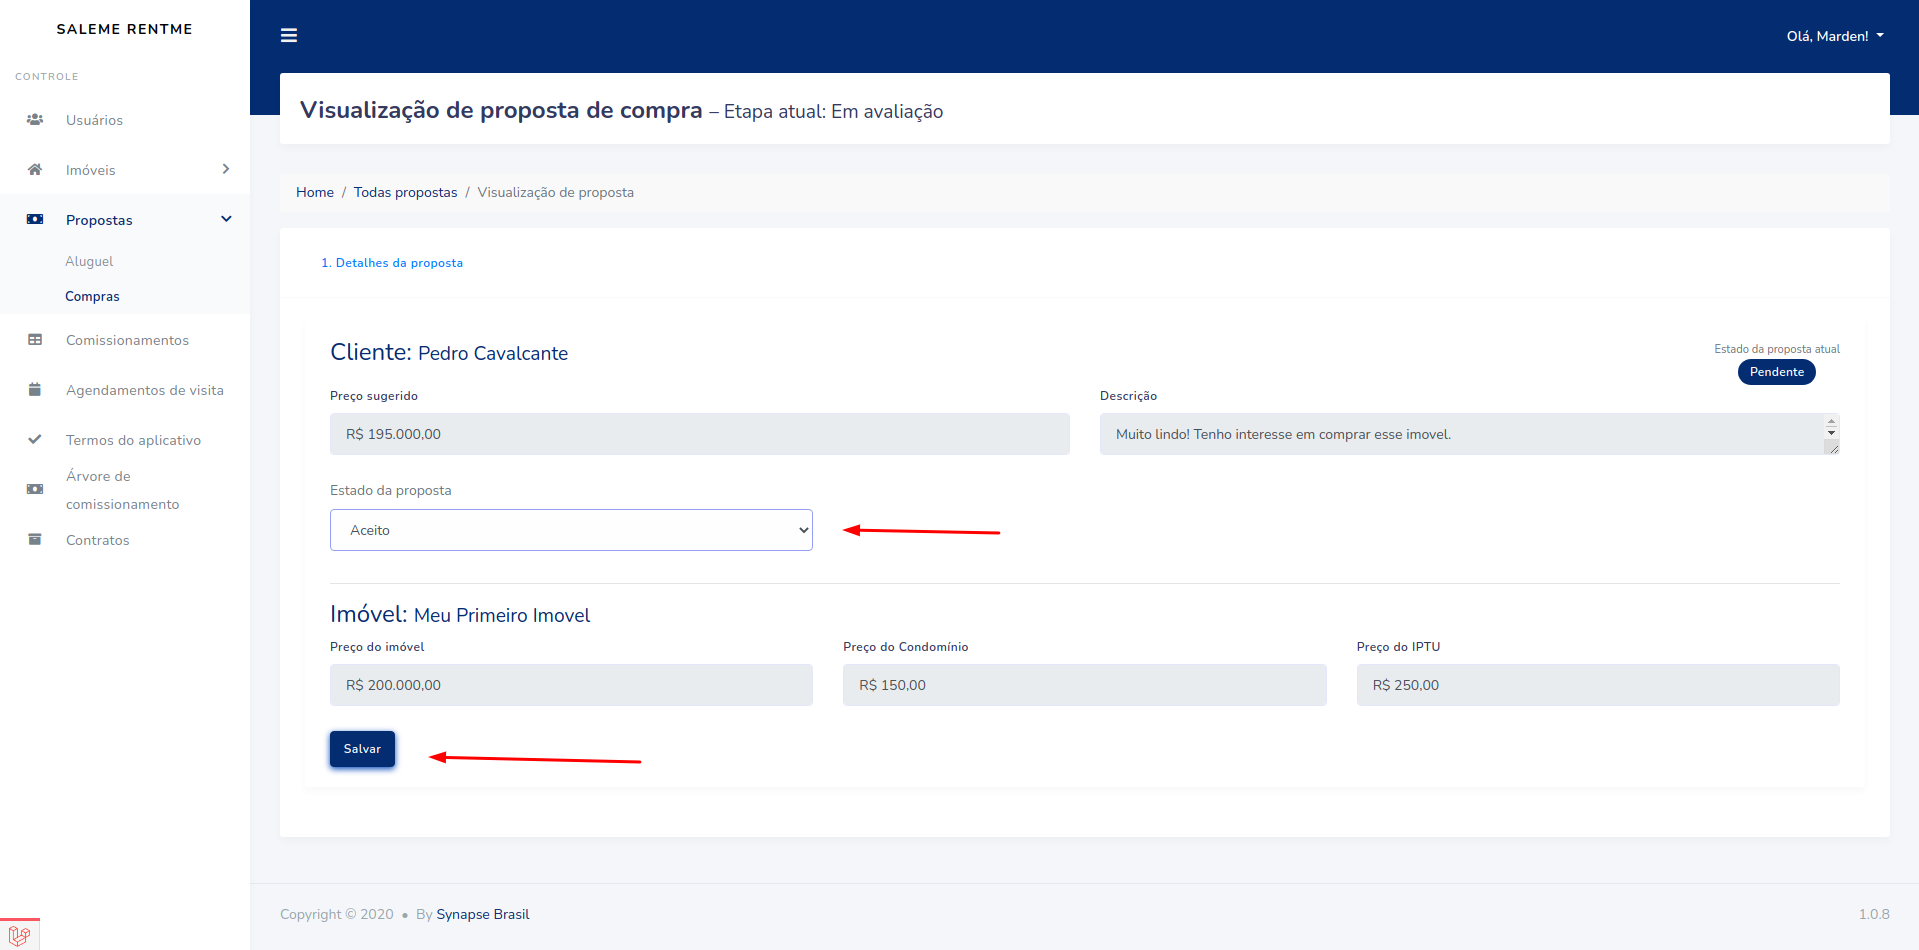 SALEME RENTME
CONTROLE
Usuários
Imóveis
Propostas
Aluguel
Compras
Comissionamentos
Agendamentos de visita
Termos do aplicativo
Árvore de
comissionamento
Contratos
Olá, Marden!
Visualização de proposta de compra – Etapa atual: Em avaliação
Home / Todas propostas / Visualização de proposta
1. Detalhes da proposta
Cliente: Pedro Cavalcante
Estado da proposta atual
Pendente
Preço sugerido
R$ 195.000,00
Descrição
Muito lindo! Tenho interesse em comprar esse imovel.
Estado da proposta
Aceito
Imóvel: Meu Primeiro Imovel
Preço do imóvel
R$ 200.000,00
Preço do Condomínio
R$ 150,00
Preço do IPTU
R$ 250,00
Salvar
Copyright © 2020 • By Synapse Brasil
1.0.8